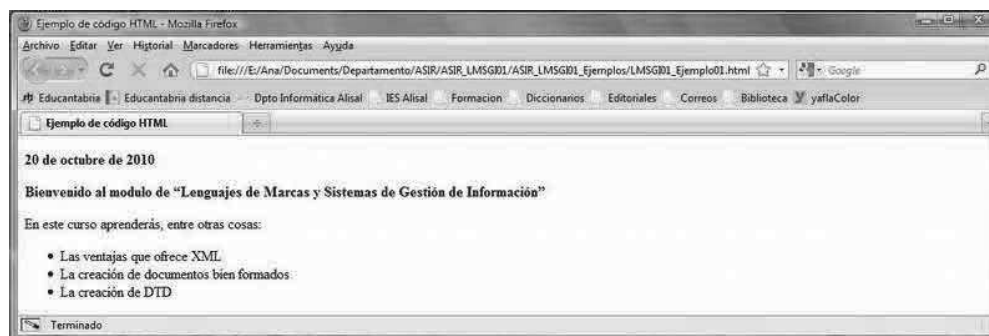 Ejemplo de código HTML - Mozilla Firefox
Archivo Editar Ver Historial Marcadores Herramientas Ayuda
file:///E:/Ana/Documents/Departamento/ASIR/ASIR_LMSGI01/ASIR_LMSGI01_Ejemplos/LMSGI01_Ejemplo01.html Google
Educantabria Educantabria distancia Dpto Informática Alisal IES Alisal Formacion Diccionarios Editoriales Correos Biblioteca yaflaColor
Ejemplo de código HTML
20 de octubre de 2010
Bienvenido al modulo de “Lenguajes de Marcas y Sistemas de Gestión de Información”
En este curso aprenderás, entre otras cosas:
• Las ventajas que ofrece XML
• La creación de documentos bien formados
• La creación de DTD
Terminado